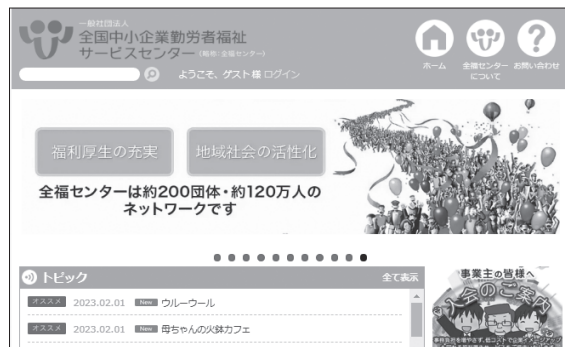 一般社団法人
全国中小企業勤労者福祉
サービスセンター（略称：全福センター）
ようこそ、ゲスト様 ログイン
ホーム
全福センター
について
お問い合わせ
福利厚生の充実
地域社会の活性化
全福センターは約200団体・約120万人の
ネットワークです
トピック
全て表示
オススメ 2023.02.01 New ウルーウール
オススメ 2023.02.01 New 母ちゃんの火鉢カフェ
事業主の皆様へ
入会のご案内